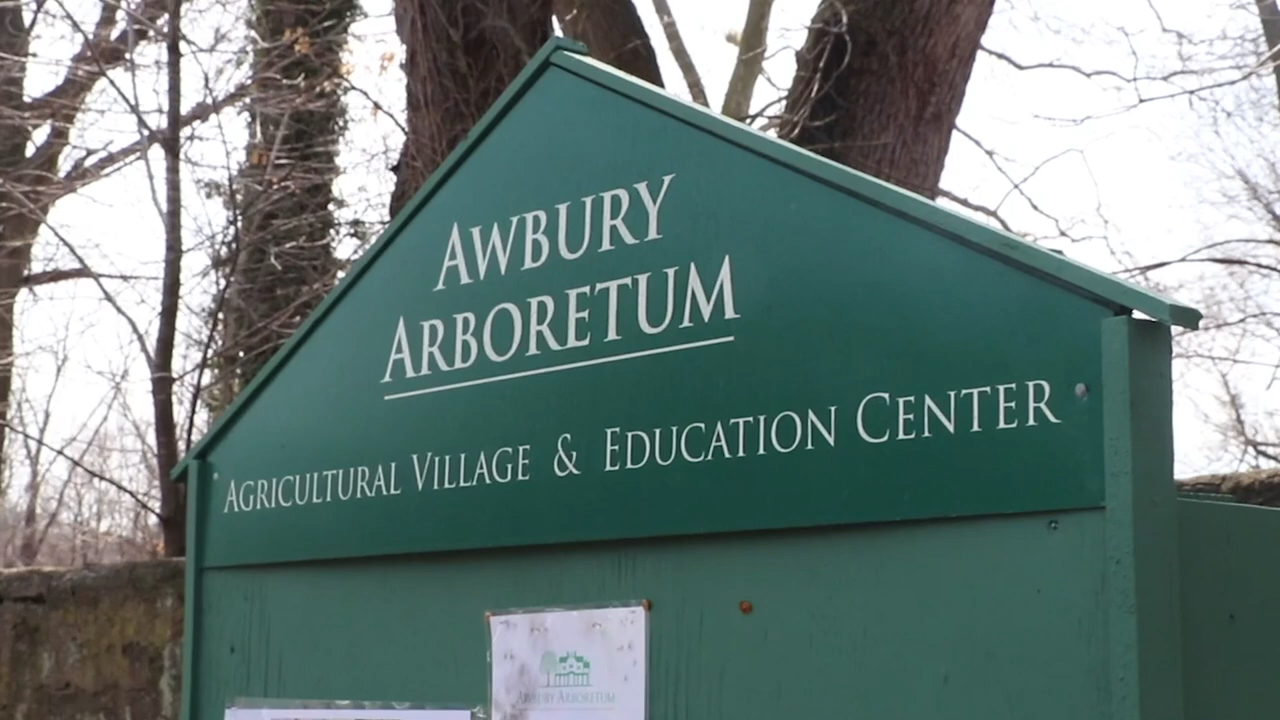 AWBURY
ARBORETUM
AGRICULTURAL VILLAGE & EDUCATION CENTER
AWBURY ARBORETUM